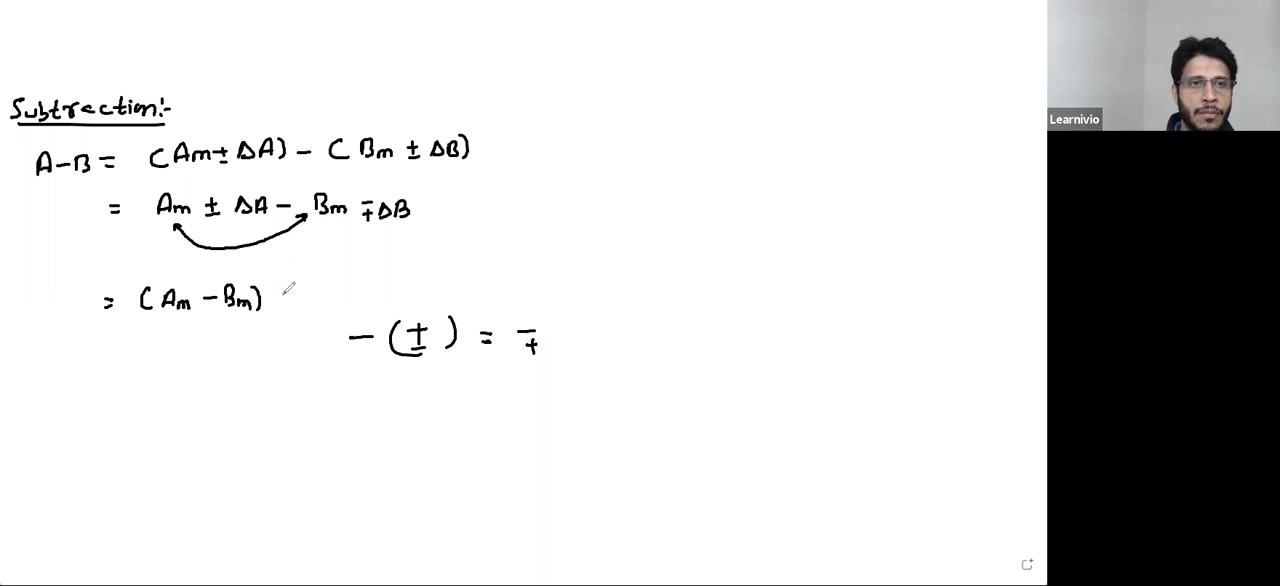 Subtraction:-
A-B = (Am ± ΔA) - (Bm ± ΔB)
= Am ± ΔA - Bm ∓ ΔB
= (Am - Bm)
- (±) = ∓
Learnivio